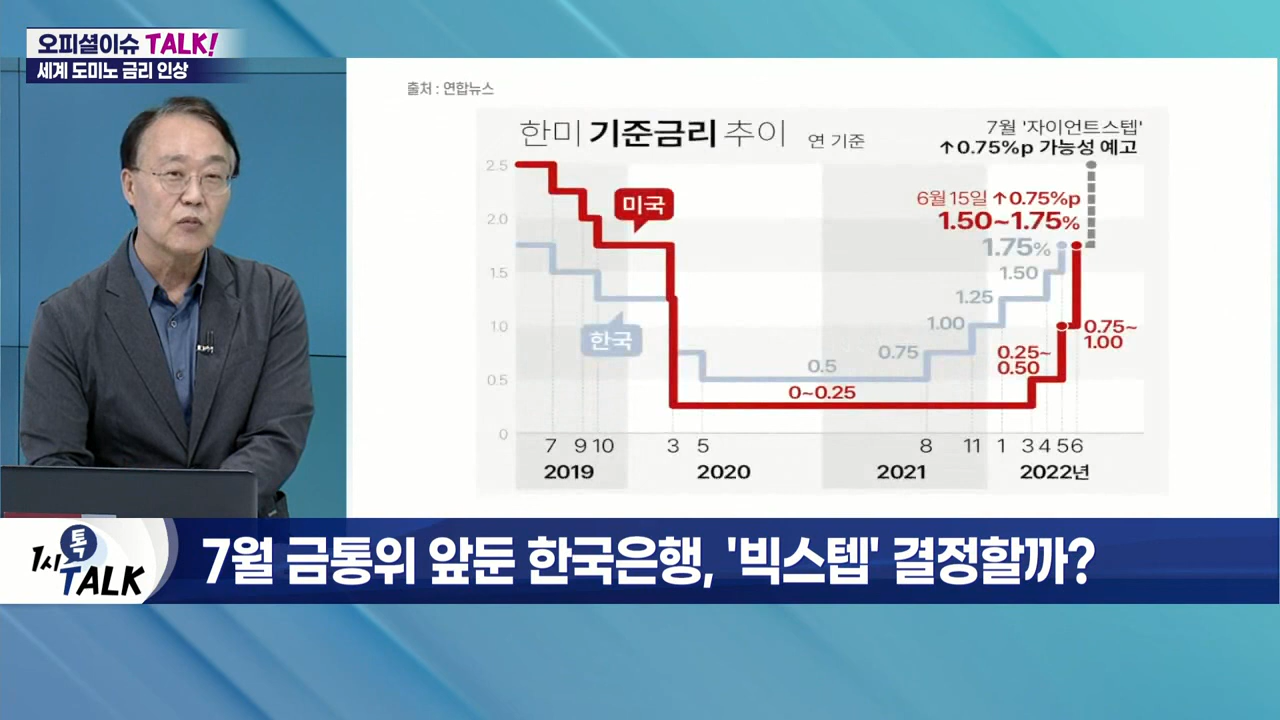 오피셜이슈 TALK!
세계 도미노 금리 인상
출처 : 연합뉴스
한미 기준금리 추이 연 기준
7월 '자이언트스텝'
↑0.75%p 가능성 예고
2.5
2.0
1.5
1.0
0.5
0
미국
한국
6월 15일 ↑0.75%p
1.50~1.75%
1.75%
1.50
1.25
1.00
0.75
0.5
0~0.25
0.25~
0.50
0.75~
1.00
7 9 10 3 5 8 11 1 3 4 5 6
2019 2020 2021 2022년
1시 톡
TALK
7월 금통위 앞둔 한국은행, '빅스텝' 결정할까?